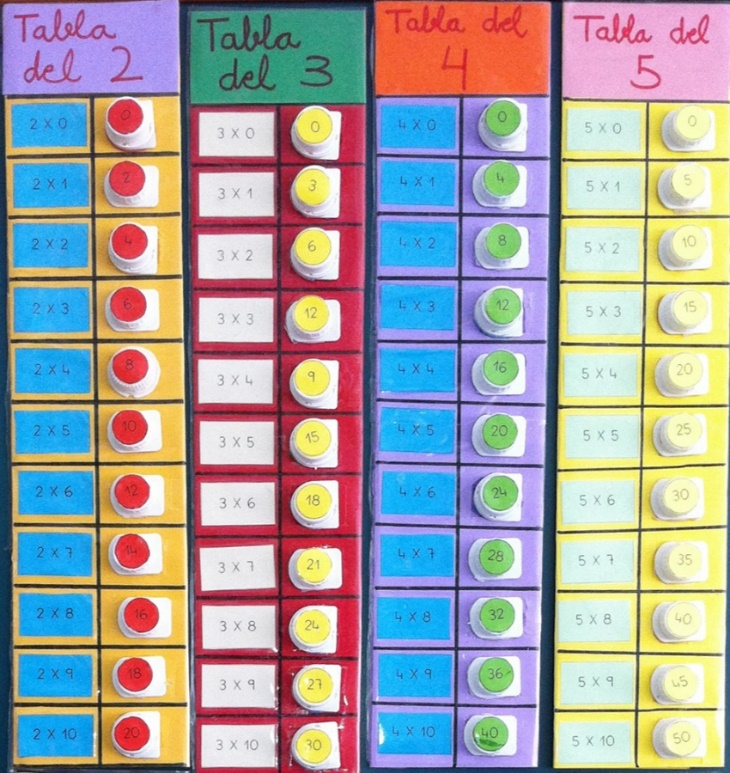 Tabla
del 2
2 X 0 0
2 X 1 2
2 X 2 4
2 X 3 6
2 X 4 8
2 X 5 10
2 X 6 12
2 X 7 14
2 X 8 16
2 X 9 18
2 X 10 20
Tabla
del 3
3 X 0 0
3 X 1 3
3 X 2 6
3 X 3 12
3 X 4 9
3 X 5 15
3 X 6 18
3 X 7 21
3 X 8 24
3 X 9 27
3 X 10 30
Tabla del
4
4 X 0 0
4 X 1 4
4 X 2 8
4 X 3 12
4 X 4 16
4 X 5 20
4 X 6 24
4 X 7 28
4 X 8 32
4 X 9 36
4 X 10 40
Tabla del
5
5 X 0 0
5 X 1 5
5 X 2 10
5 X 3 15
5 X 4 20
5 X 5 25
5 X 6 30
5 X 7 35
5 X 8 40
5 X 9 45
5 X 10 50